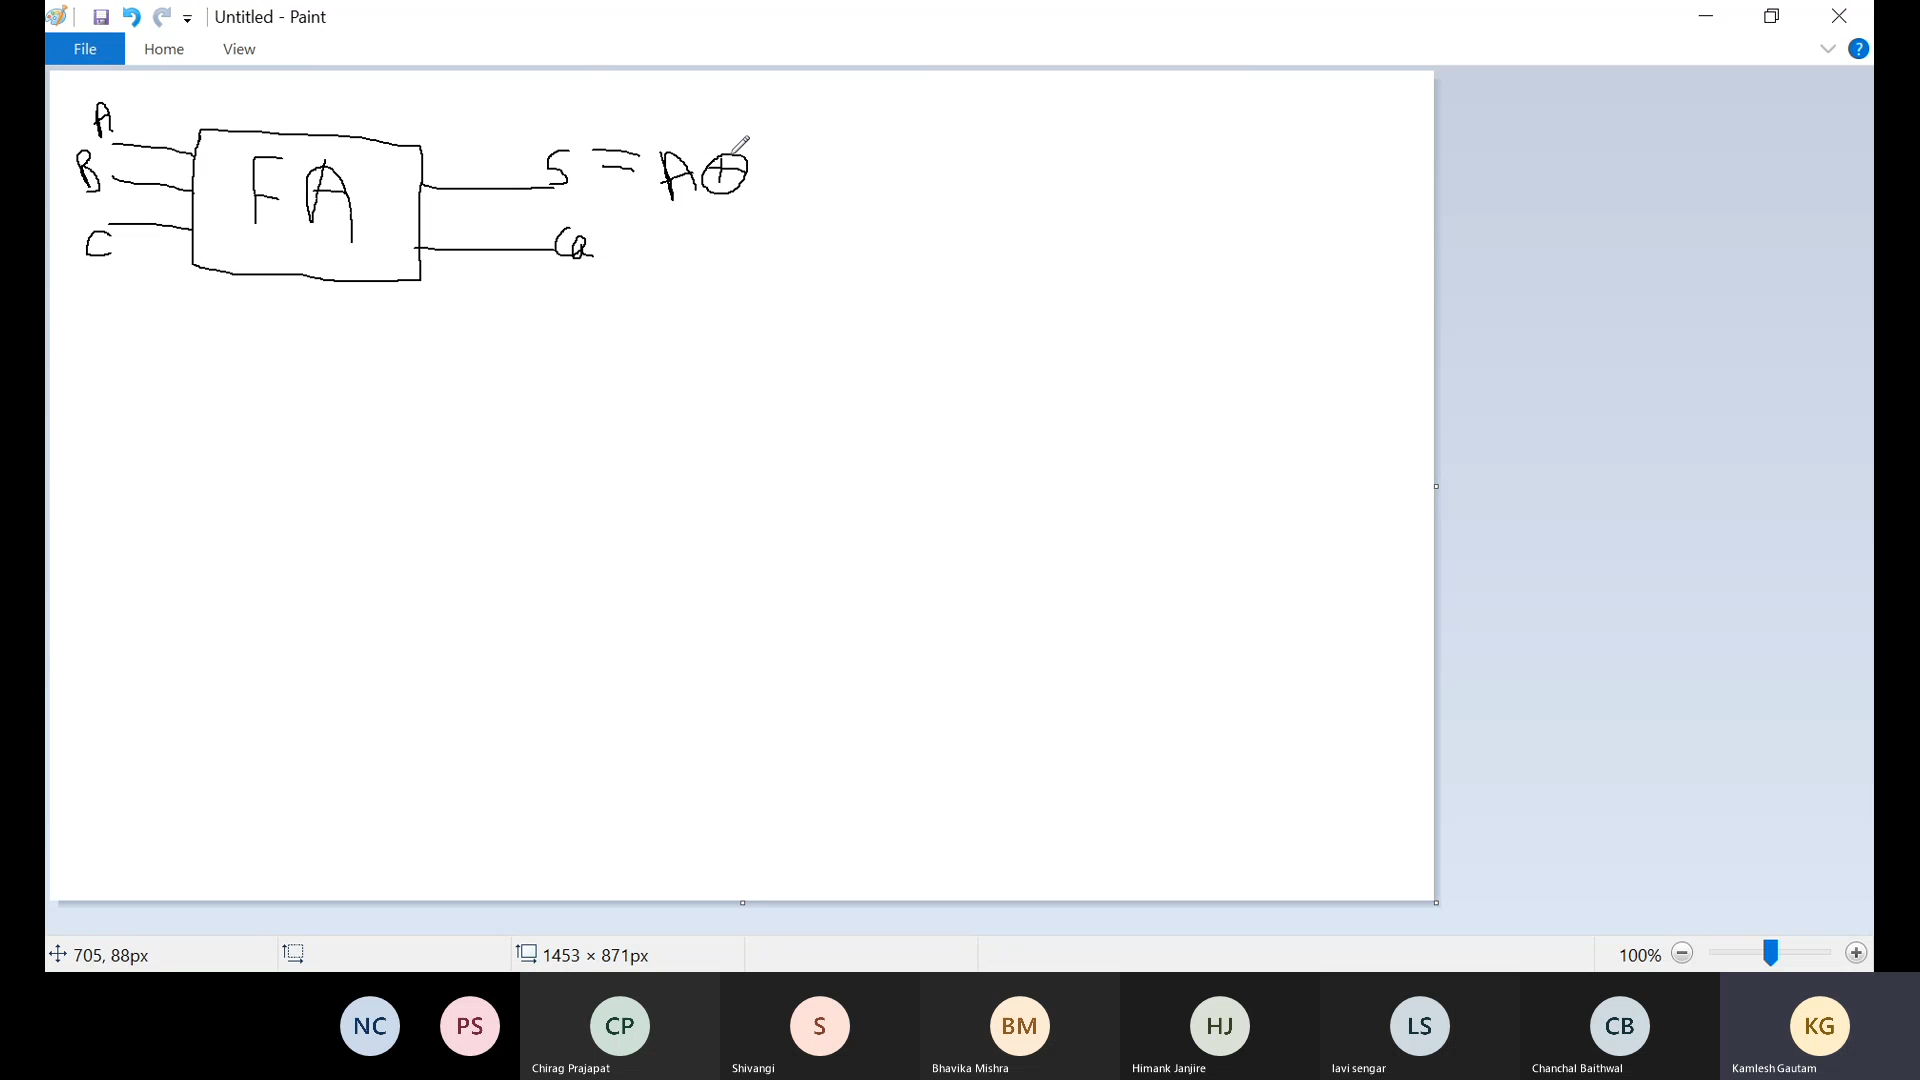 Untitled - Paint
File Home View ?
A
B
C
FA
S = A⊕
Ca
705, 88px 1453 × 871px 100%
NC PS CP S BM HJ LS CB KG
Chirag Prajapat Shivangi Bhavika Mishra Himank Janjire lavi sengar Chanchal Baithwal Kamlesh Gautam